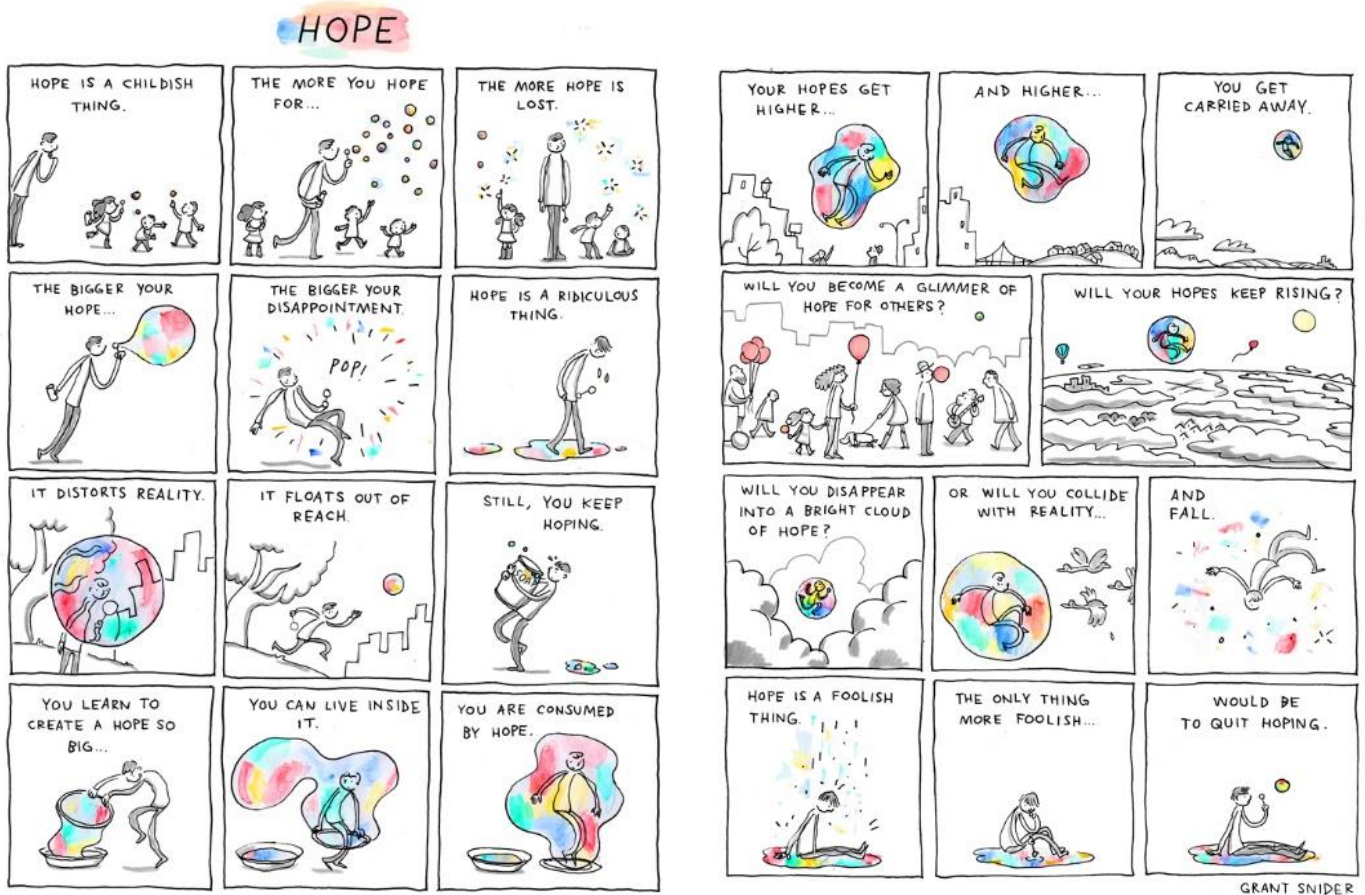 HOPE
HOPE IS A CHILDISH
THING.
THE MORE YOU HOPE
FOR...
THE MORE HOPE IS
LOST.
THE BIGGER YOUR
HOPE...
THE BIGGER YOUR
DISAPPOINTMENT.
POP!
HOPE IS A RIDICULOUS
THING.
IT DISTORTS REALITY.
IT FLOATS OUT OF
REACH.
STILL, YOU KEEP
HOPING.
SOAP
YOU LEARN TO
CREATE A HOPE SO
BIG...
YOU CAN LIVE INSIDE
IT.
YOU ARE CONSUMED
BY HOPE.
YOUR HOPES GET
HIGHER...
AND HIGHER...
YOU GET
CARRIED AWAY.
WILL YOU BECOME A GLIMMER OF
HOPE FOR OTHERS?
WILL YOUR HOPES KEEP RISING?
WILL YOU DISAPPEAR
INTO A BRIGHT CLOUD
OF HOPE?
OR WILL YOU COLLIDE
WITH REALITY...
AND
FALL.
HOPE IS A FOOLISH
THING.
THE ONLY THING
MORE FOOLISH...
WOULD BE
TO QUIT HOPING.
GRANT SNIDER